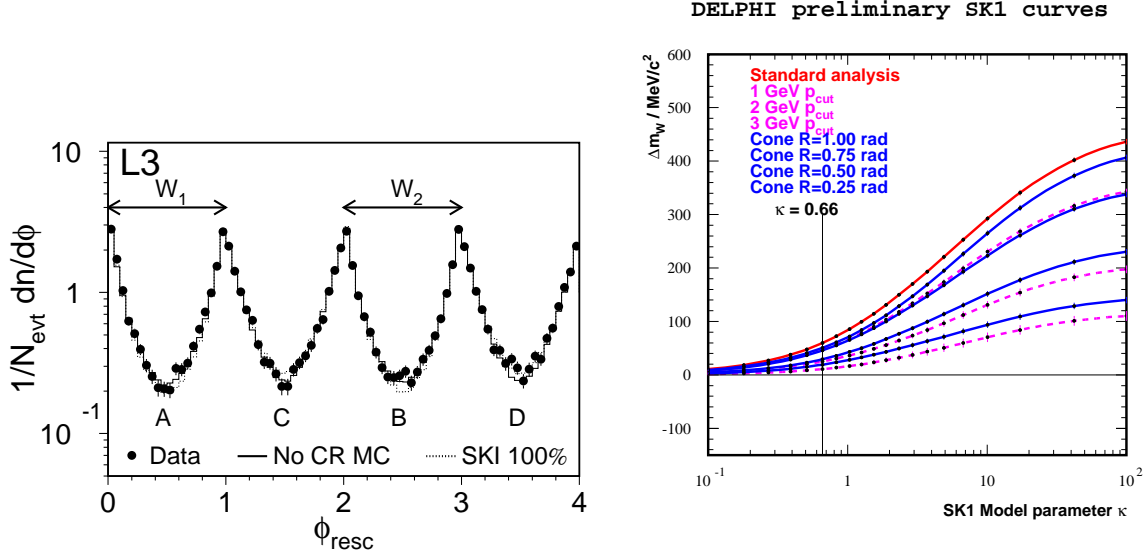 DELPHI preliminary SK1 curves
L3
W1
W2
1/Nevt dn/dϕ
10
1
10-1
A
C
B
D
Data
No CR MC
SKI 100%
0
1
2
3
4
ϕresc
Δmw / MeV/c2
600
500
400
300
200
100
0
-100
Standard analysis
1 GeV pcut
2 GeV pcut
3 GeV pcut
Cone R=1.00 rad
Cone R=0.75 rad
Cone R=0.50 rad
Cone R=0.25 rad
κ = 0.66
10-1
1
10
102
SK1 Model parameter κ